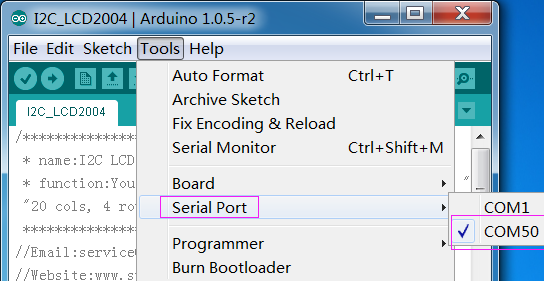 I2C_LCD2004 | Arduino 1.0.5-r2
File Edit Sketch Tools Help
Auto Format Ctrl+T
Archive Sketch
Fix Encoding & Reload
Serial Monitor Ctrl+Shift+M
Board
Serial Port
COM1
COM50
Programmer
Burn Bootloader
I2C_LCD2004
/***************
* name:I2C LCD
* function:You
"20 cols, 4 ro
***************
//Email:service
//Website:www.s